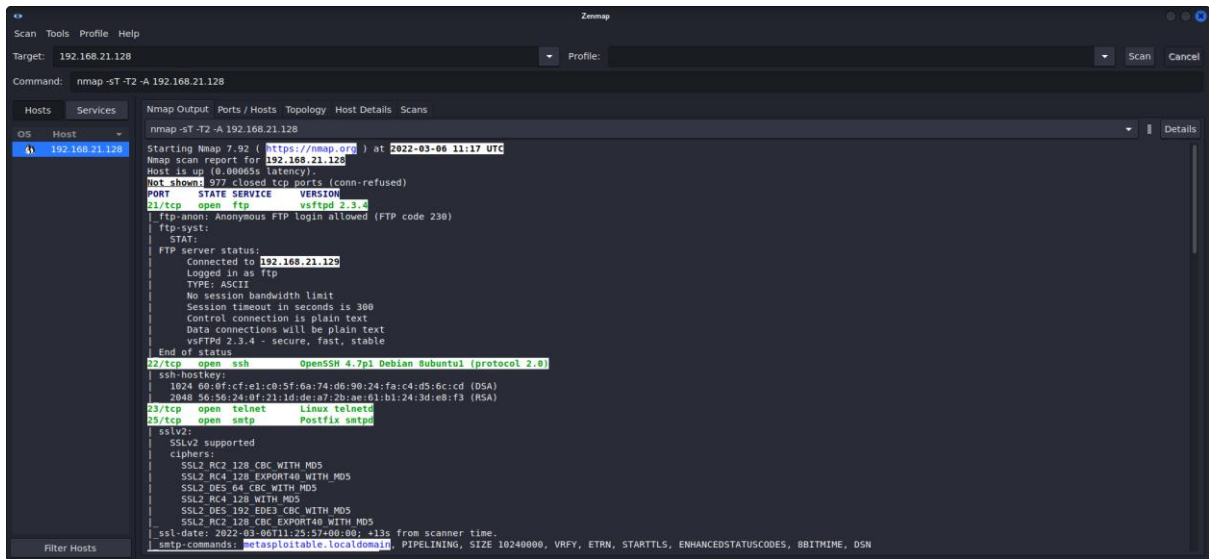 Zenmap
Scan Tools Profile Help
Target: 192.168.21.128 Profile: Scan Cancel
Command: nmap -sT -T2 -A 192.168.21.128
Hosts Services
OS Host
192.168.21.128
Filter Hosts
Nmap Output Ports / Hosts Topology Host Details Scans
nmap -sT -T2 -A 192.168.21.128 Details
Starting Nmap 7.92 ( https://nmap.org ) at 2022-03-06 11:17 UTC
Nmap scan report for 192.168.21.128
Host is up (0.00065s latency).
Not shown: 977 closed tcp ports (conn-refused)
PORT STATE SERVICE VERSION
21/tcp open ftp vsftpd 2.3.4
|_ftp-anon: Anonymous FTP login allowed (FTP code 230)
| ftp-syst:
|   STAT:
| FTP server status:
|      Connected to 192.168.21.129
|      Logged in as ftp
|      TYPE: ASCII
|      No session bandwidth limit
|      Session timeout in seconds is 300
|      Control connection is plain text
|      Data connections will be plain text
|      vsFTPd 2.3.4 - secure, fast, stable
|_End of status
22/tcp open ssh OpenSSH 4.7p1 Debian 8ubuntu1 (protocol 2.0)
| ssh-hostkey:
|   1024 60:0f:cf:e1:c0:5f:6a:74:d6:90:24:fa:c4:d5:6c:cd (DSA)
|_  2048 56:56:24:0f:21:1d:de:a7:2b:ae:61:b1:24:3d:e8:f3 (RSA)
23/tcp open telnet Linux telnetd
25/tcp open smtp Postfix smtpd
| sslv2:
|   SSLv2 supported
|   ciphers:
|     SSL2_RC2_128_CBC_WITH_MD5
|     SSL2_RC4_128_EXPORT40_WITH_MD5
|     SSL2_DES_64_CBC_WITH_MD5
|     SSL2_RC4_128_WITH_MD5
|     SSL2_DES_192_EDE3_CBC_WITH_MD5
|_    SSL2_RC2_128_CBC_EXPORT40_WITH_MD5
|_ssl-date: 2022-03-06T11:25:57+00:00; +13s from scanner time.
|_smtp-commands: metasploitable.localdomain, PIPELINING, SIZE 10240000, VRFY, ETRN, STARTTLS, ENHANCEDSTATUSCODES, 8BITMIME, DSN